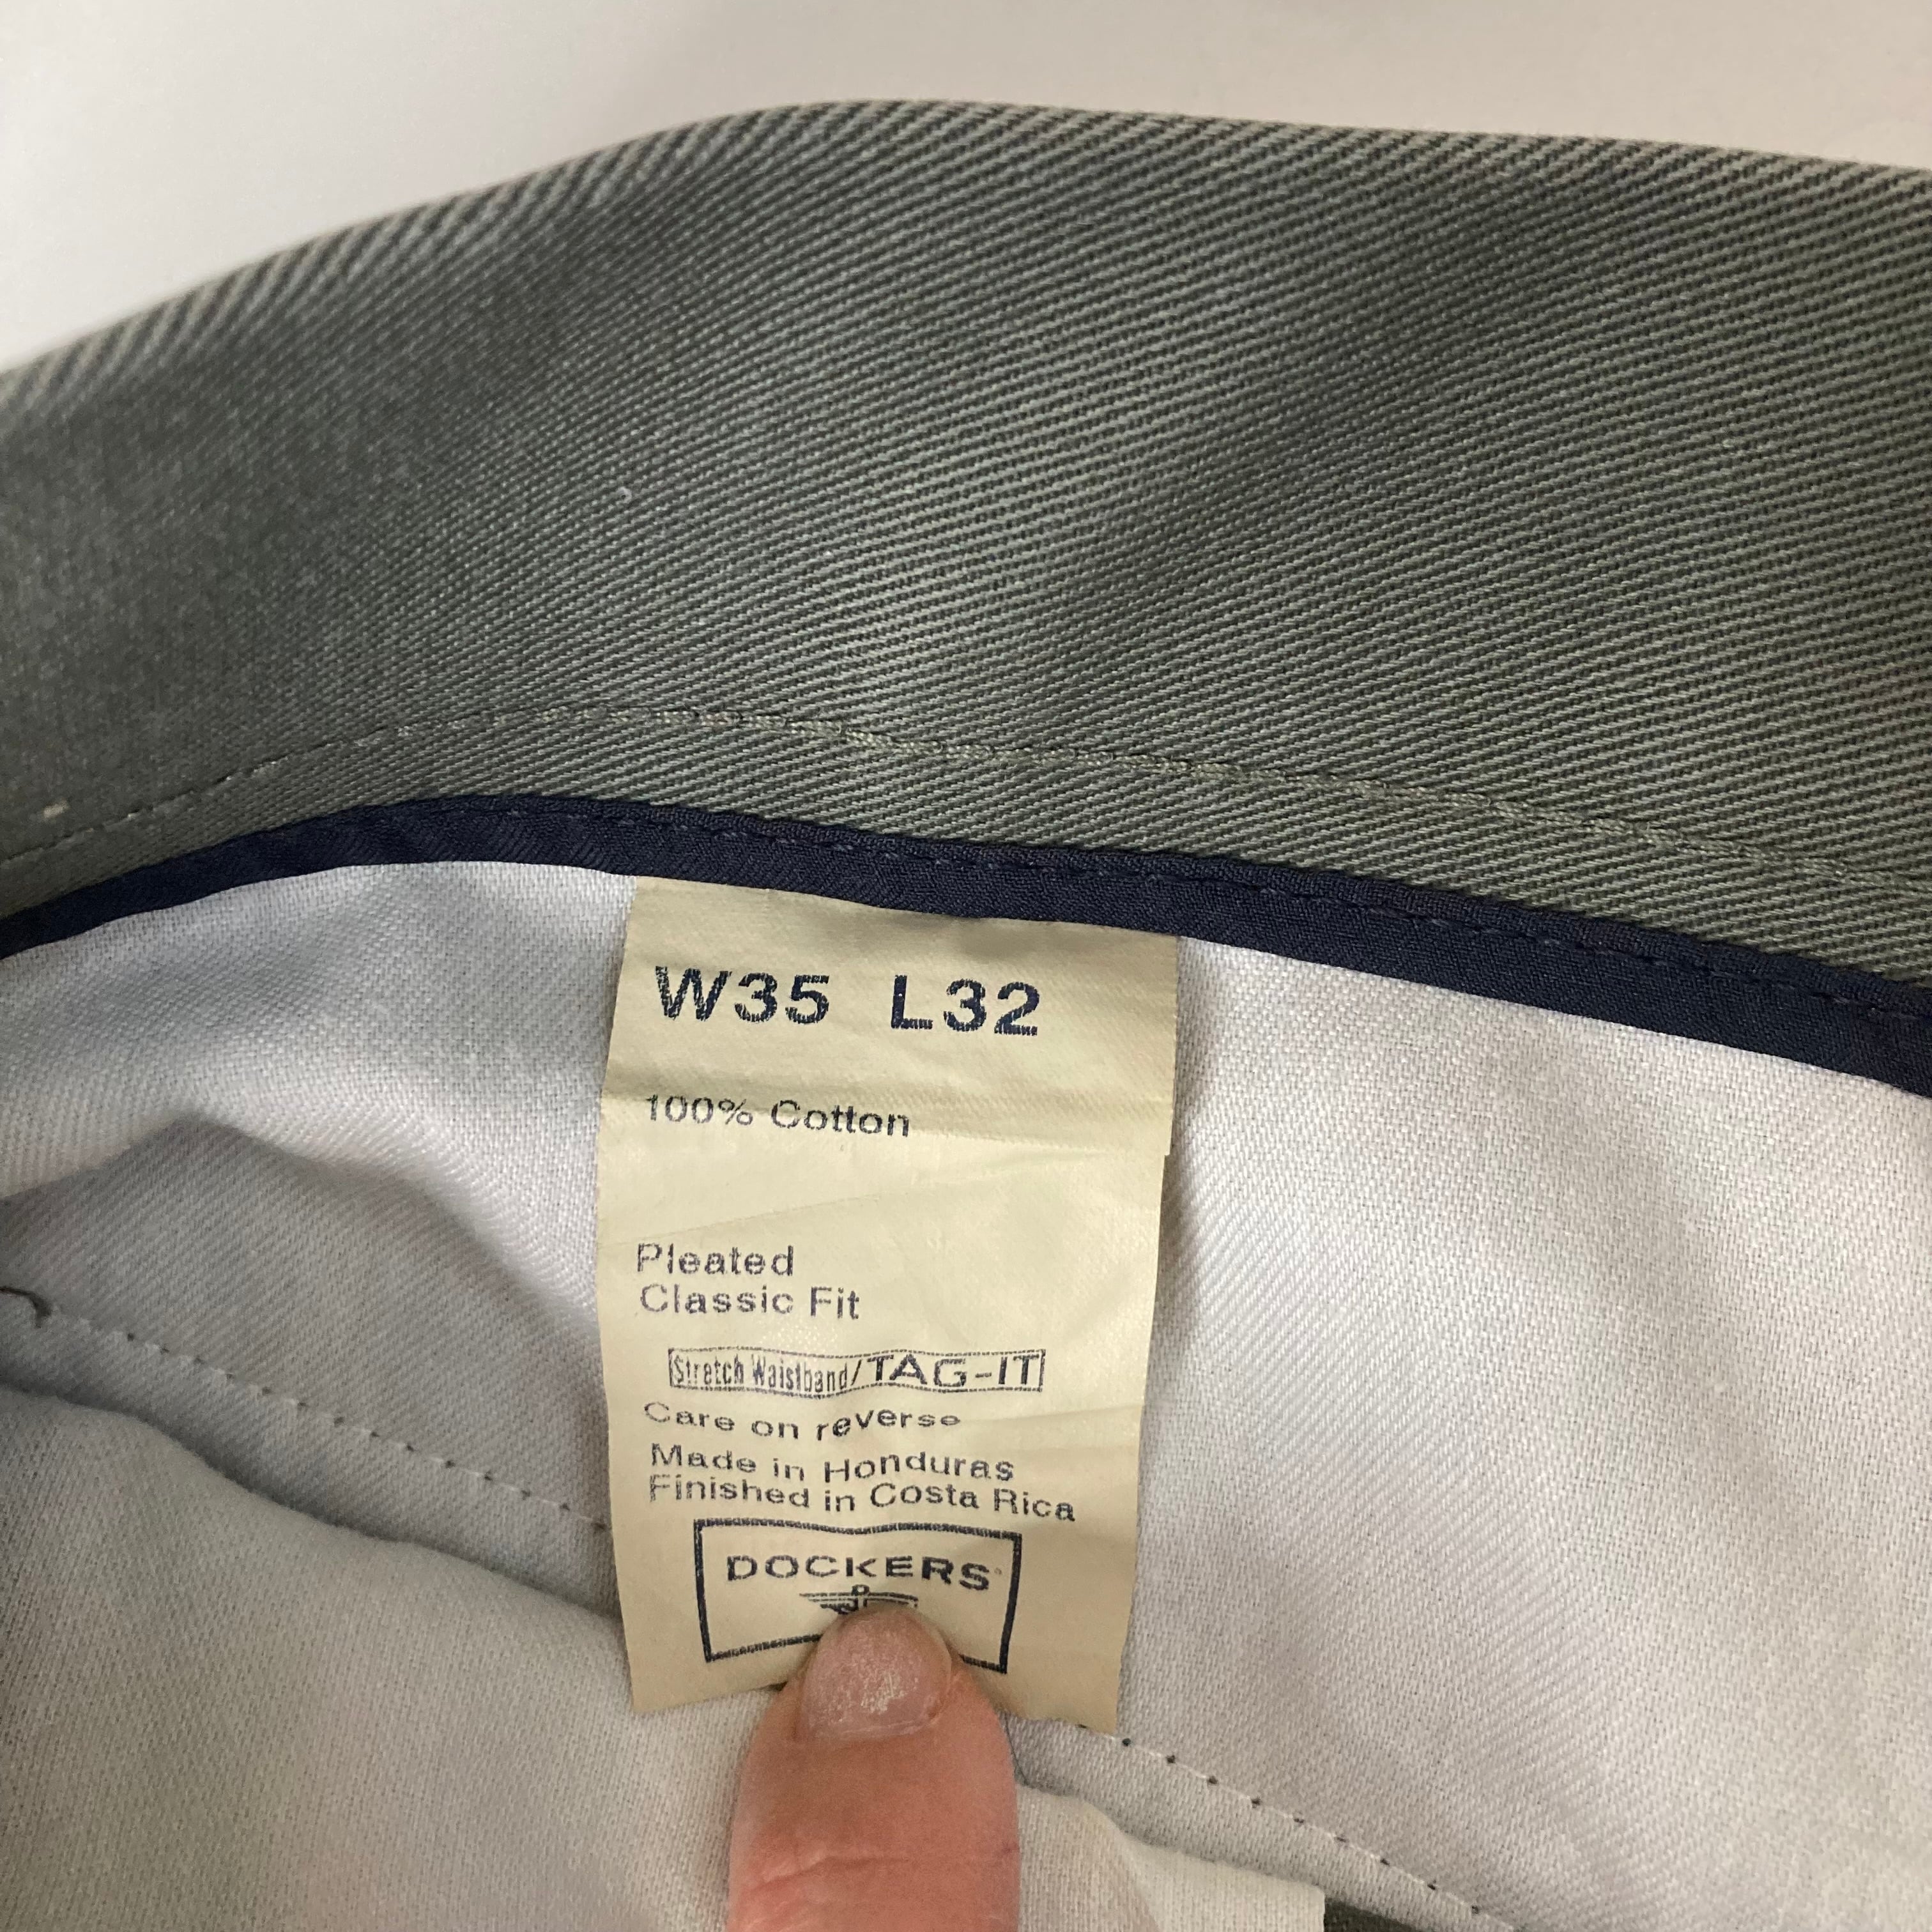 W35 L32
100% Cotton
Pleated
Classic Fit
Stretch Waistband/TAG-IT
Care on reverse
Made in Honduras
Finished in Costa Rica
DOCKERS